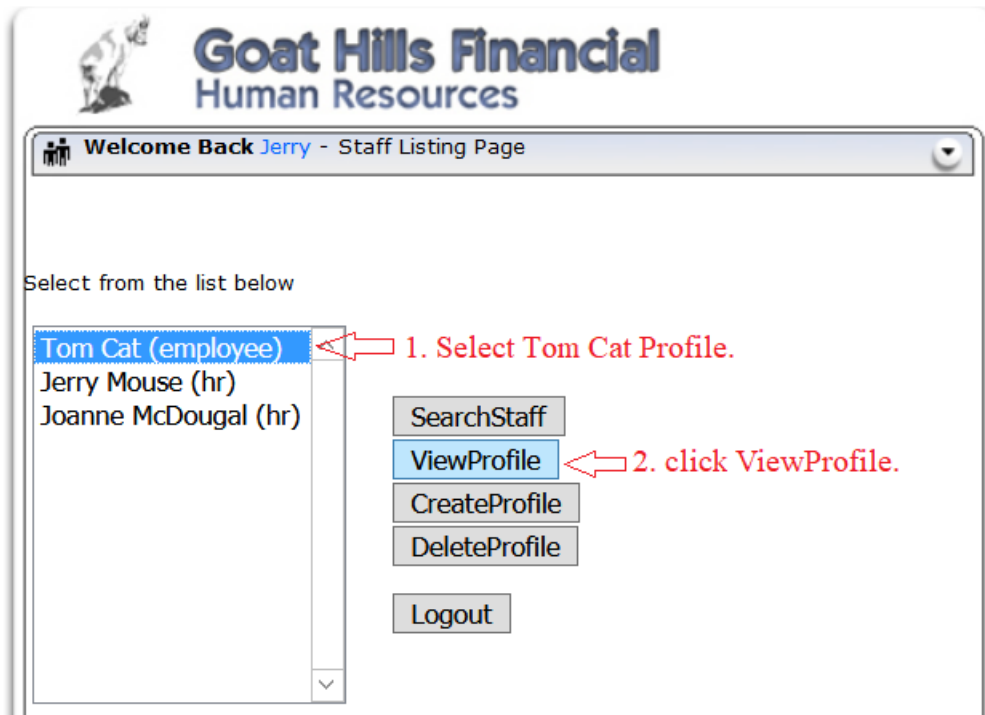 Goat Hills Financial
Human Resources
Welcome Back Jerry - Staff Listing Page
Select from the list below
Tom Cat (employee)
1. Select Tom Cat Profile.
Jerry Mouse (hr)
Joanne McDougal (hr)
SearchStaff
ViewProfile
2. click ViewProfile.
CreateProfile
DeleteProfile
Logout